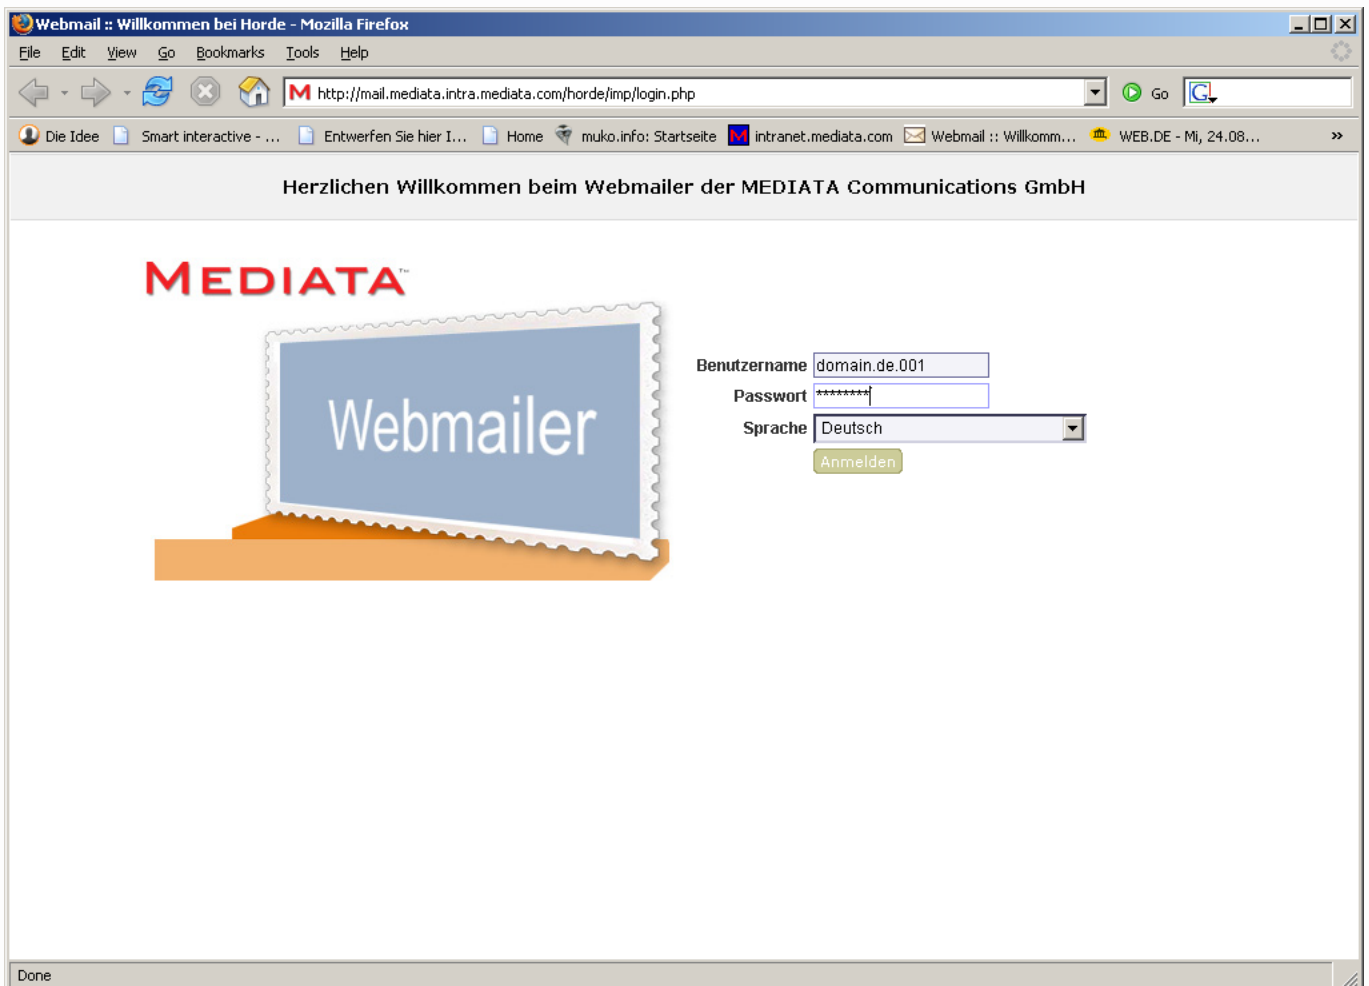 Webmail :: Willkommen bei Horde - Mozilla Firefox
File Edit View Go Bookmarks Tools Help
M http://mail.mediata.intra.mediata.com/horde/imp/login.php Go G
Die Idee Smart interactive - ... Entwerfen Sie hier I... Home muko.info: Startseite M intranet.mediata.com Webmail :: Willkomm... WEB.DE - Mi, 24.08... »
Herzlichen Willkommen beim Webmailer der MEDIATA Communications GmbH
MEDIATA™
Webmailer
Benutzername domain.de.001
Passwort ********
Sprache Deutsch
Anmelden
Done